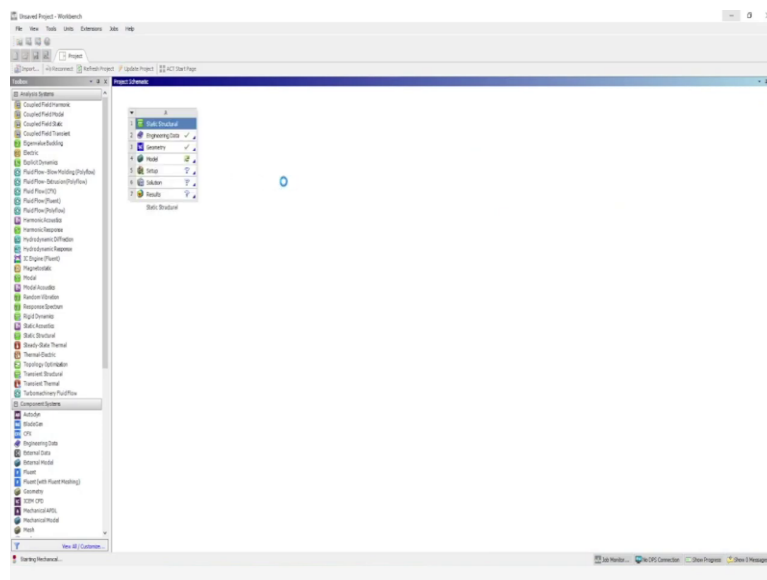 Unsaved Project - Workbench
File View Tools Units Extensions Jobs Help
Project
Import... Reconnect Refresh Project Update Project ACT Start Page
Toolbox
Project Schematic
Analysis Systems
Coupled Field Harmonic
Coupled Field Modal
Coupled Field Static
Coupled Field Transient
Eigenvalue Buckling
Electric
Explicit Dynamics
Fluid Flow - Blow Molding (Polyflow)
Fluid Flow - Extrusion (Polyflow)
Fluid Flow (CFX)
Fluid Flow (Fluent)
Fluid Flow (Polyflow)
Harmonic Acoustics
Harmonic Response
Hydrodynamic Diffraction
Hydrodynamic Response
IC Engine (Fluent)
Magnetostatic
Modal
Modal Acoustics
Random Vibration
Response Spectrum
Rigid Dynamics
Static Acoustics
Static Structural
Steady-State Thermal
Thermal-Electric
Topology Optimization
Transient Structural
Transient Thermal
Turbomachinery Fluid Flow
Component Systems
Autodyn
BladeGen
CFX
Engineering Data
External Data
External Model
Fluent
Fluent (with Fluent Meshing)
Geometry
ICEM CFD
Mechanical APDL
Mechanical Model
Mesh
View All / Customize...
A
1 Static Structural
2 Engineering Data
3 Geometry
4 Model
5 Setup
6 Solution
7 Results
Static Structural
Starting Mechanical...
Job Monitor... No DPS Connection Show Progress Show 0 Messages